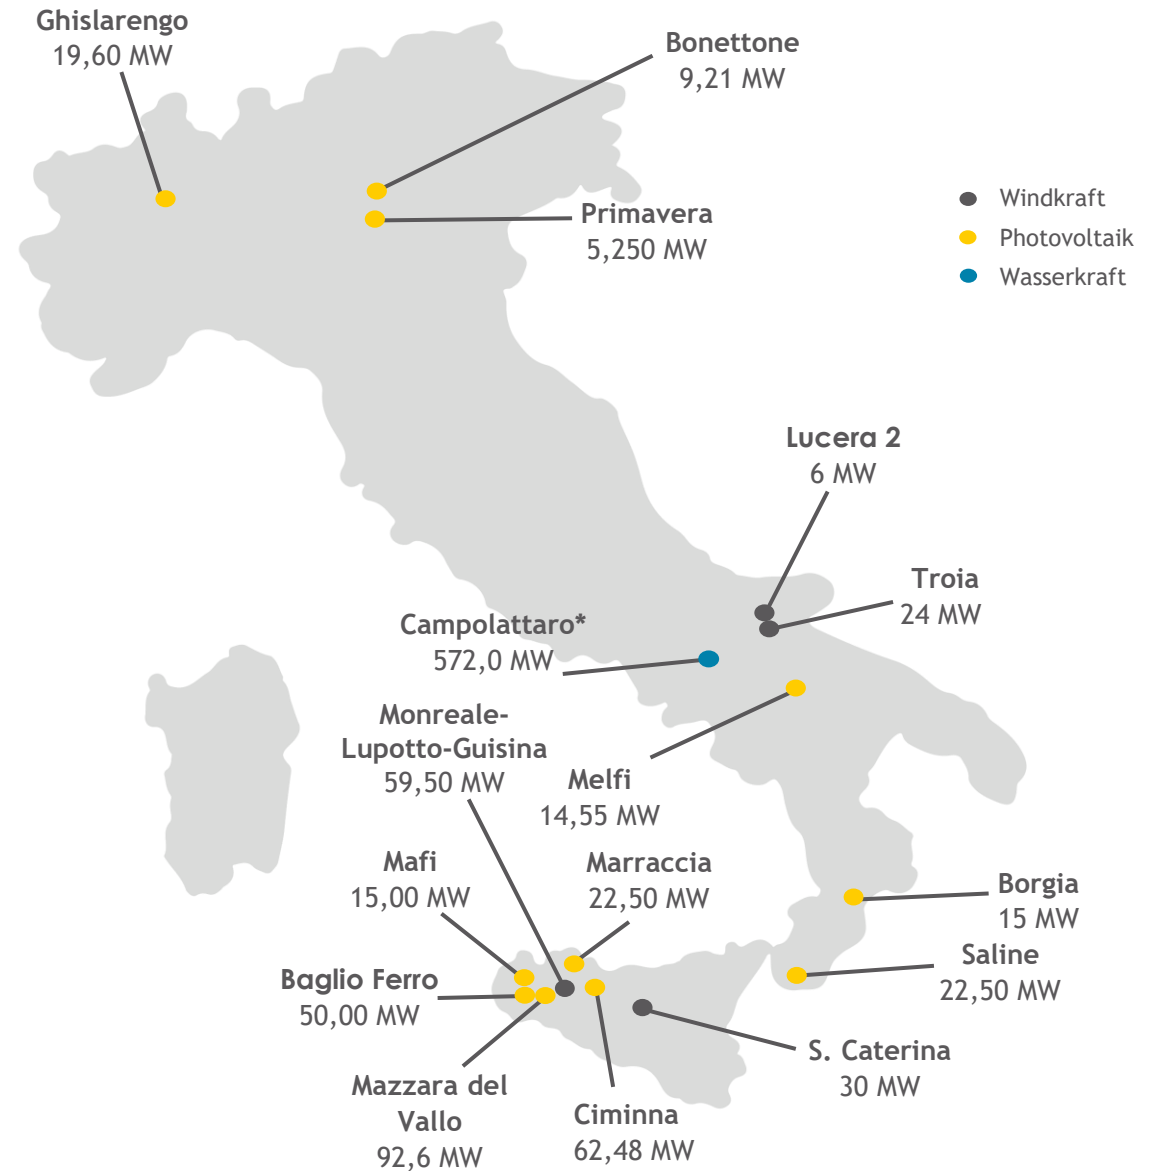 Ghislarengo
19,60 MW
Bonettone
9,21 MW
Primavera
5,250 MW
Windkraft
Photovoltaik
Wasserkraft
Lucera 2
6 MW
Troia
24 MW
Campolattaro*
572,0 MW
Monreale-
Lupotto-Guisina
59,50 MW
Melfi
14,55 MW
Mafi
15,00 MW
Marraccia
22,50 MW
Borgia
15 MW
Saline
22,50 MW
Baglio Ferro
50,00 MW
S. Caterina
30 MW
Mazzara del
Vallo
92,6 MW
Ciminna
62,48 MW